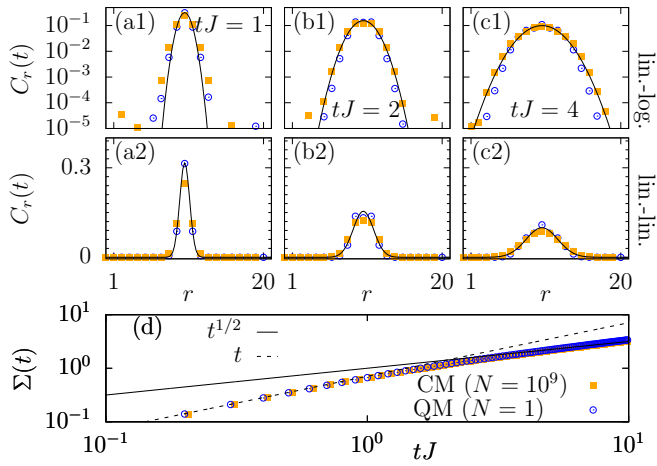 (a1) tJ = 1
(b1) tJ = 2
(c1) tJ = 4
C_r(t)
10^{-1}
10^{-2}
10^{-3}
10^{-4}
10^{-5}
lin.-log.
(a2)
(b2)
(c2)
C_r(t)
0.3
0
lin.-lin.
1 r 20 1 r 20 1 r 20
(d)
Σ(t)
10^1
10^0
10^{-1}
t^{1/2}
t
CM (N = 10^9)
QM (N = 1)
10^{-1} 10^0 10^1
tJ